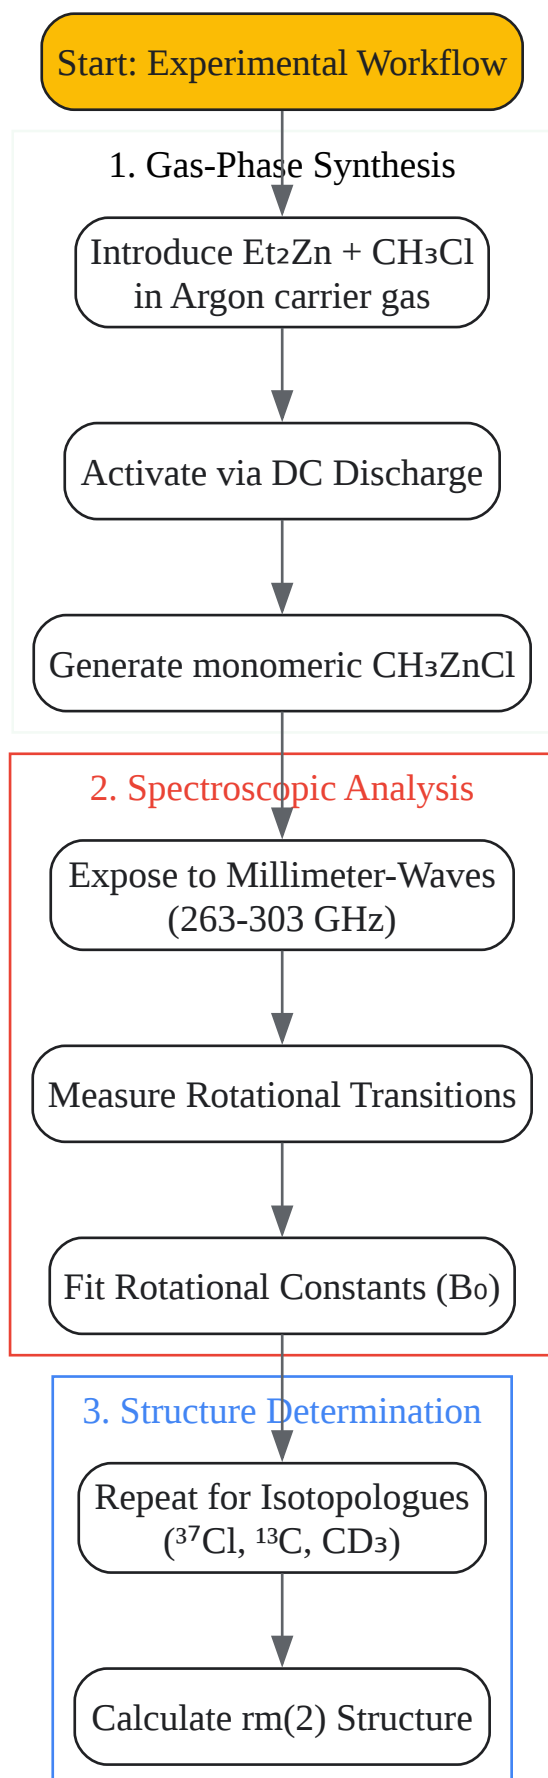 Start: Experimental Workflow
1. Gas-Phase Synthesis
Introduce Et₂Zn + CH₃Cl
in Argon carrier gas
Activate via DC Discharge
Generate monomeric CH₃ZnCl
2. Spectroscopic Analysis
Expose to Millimeter-Waves
(263-303 GHz)
Measure Rotational Transitions
Fit Rotational Constants (B₀)
3. Structure Determination
Repeat for Isotopologues
(³⁷Cl, ¹³C, CD₃)
Calculate rm(2) Structure